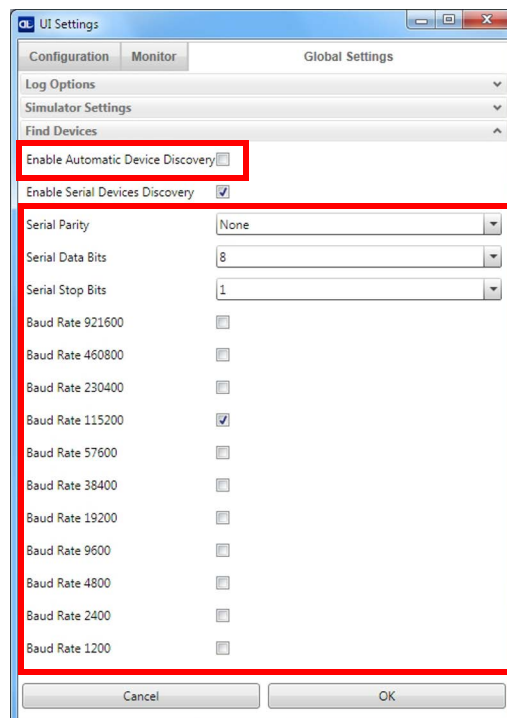 UI Settings
Configuration Monitor Global Settings
Log Options
Simulator Settings
Find Devices
Enable Automatic Device Discovery
Enable Serial Devices Discovery
Serial Parity None
Serial Data Bits 8
Serial Stop Bits 1
Baud Rate 921600
Baud Rate 460800
Baud Rate 230400
Baud Rate 115200
Baud Rate 57600
Baud Rate 38400
Baud Rate 19200
Baud Rate 9600
Baud Rate 4800
Baud Rate 2400
Baud Rate 1200
Cancel OK